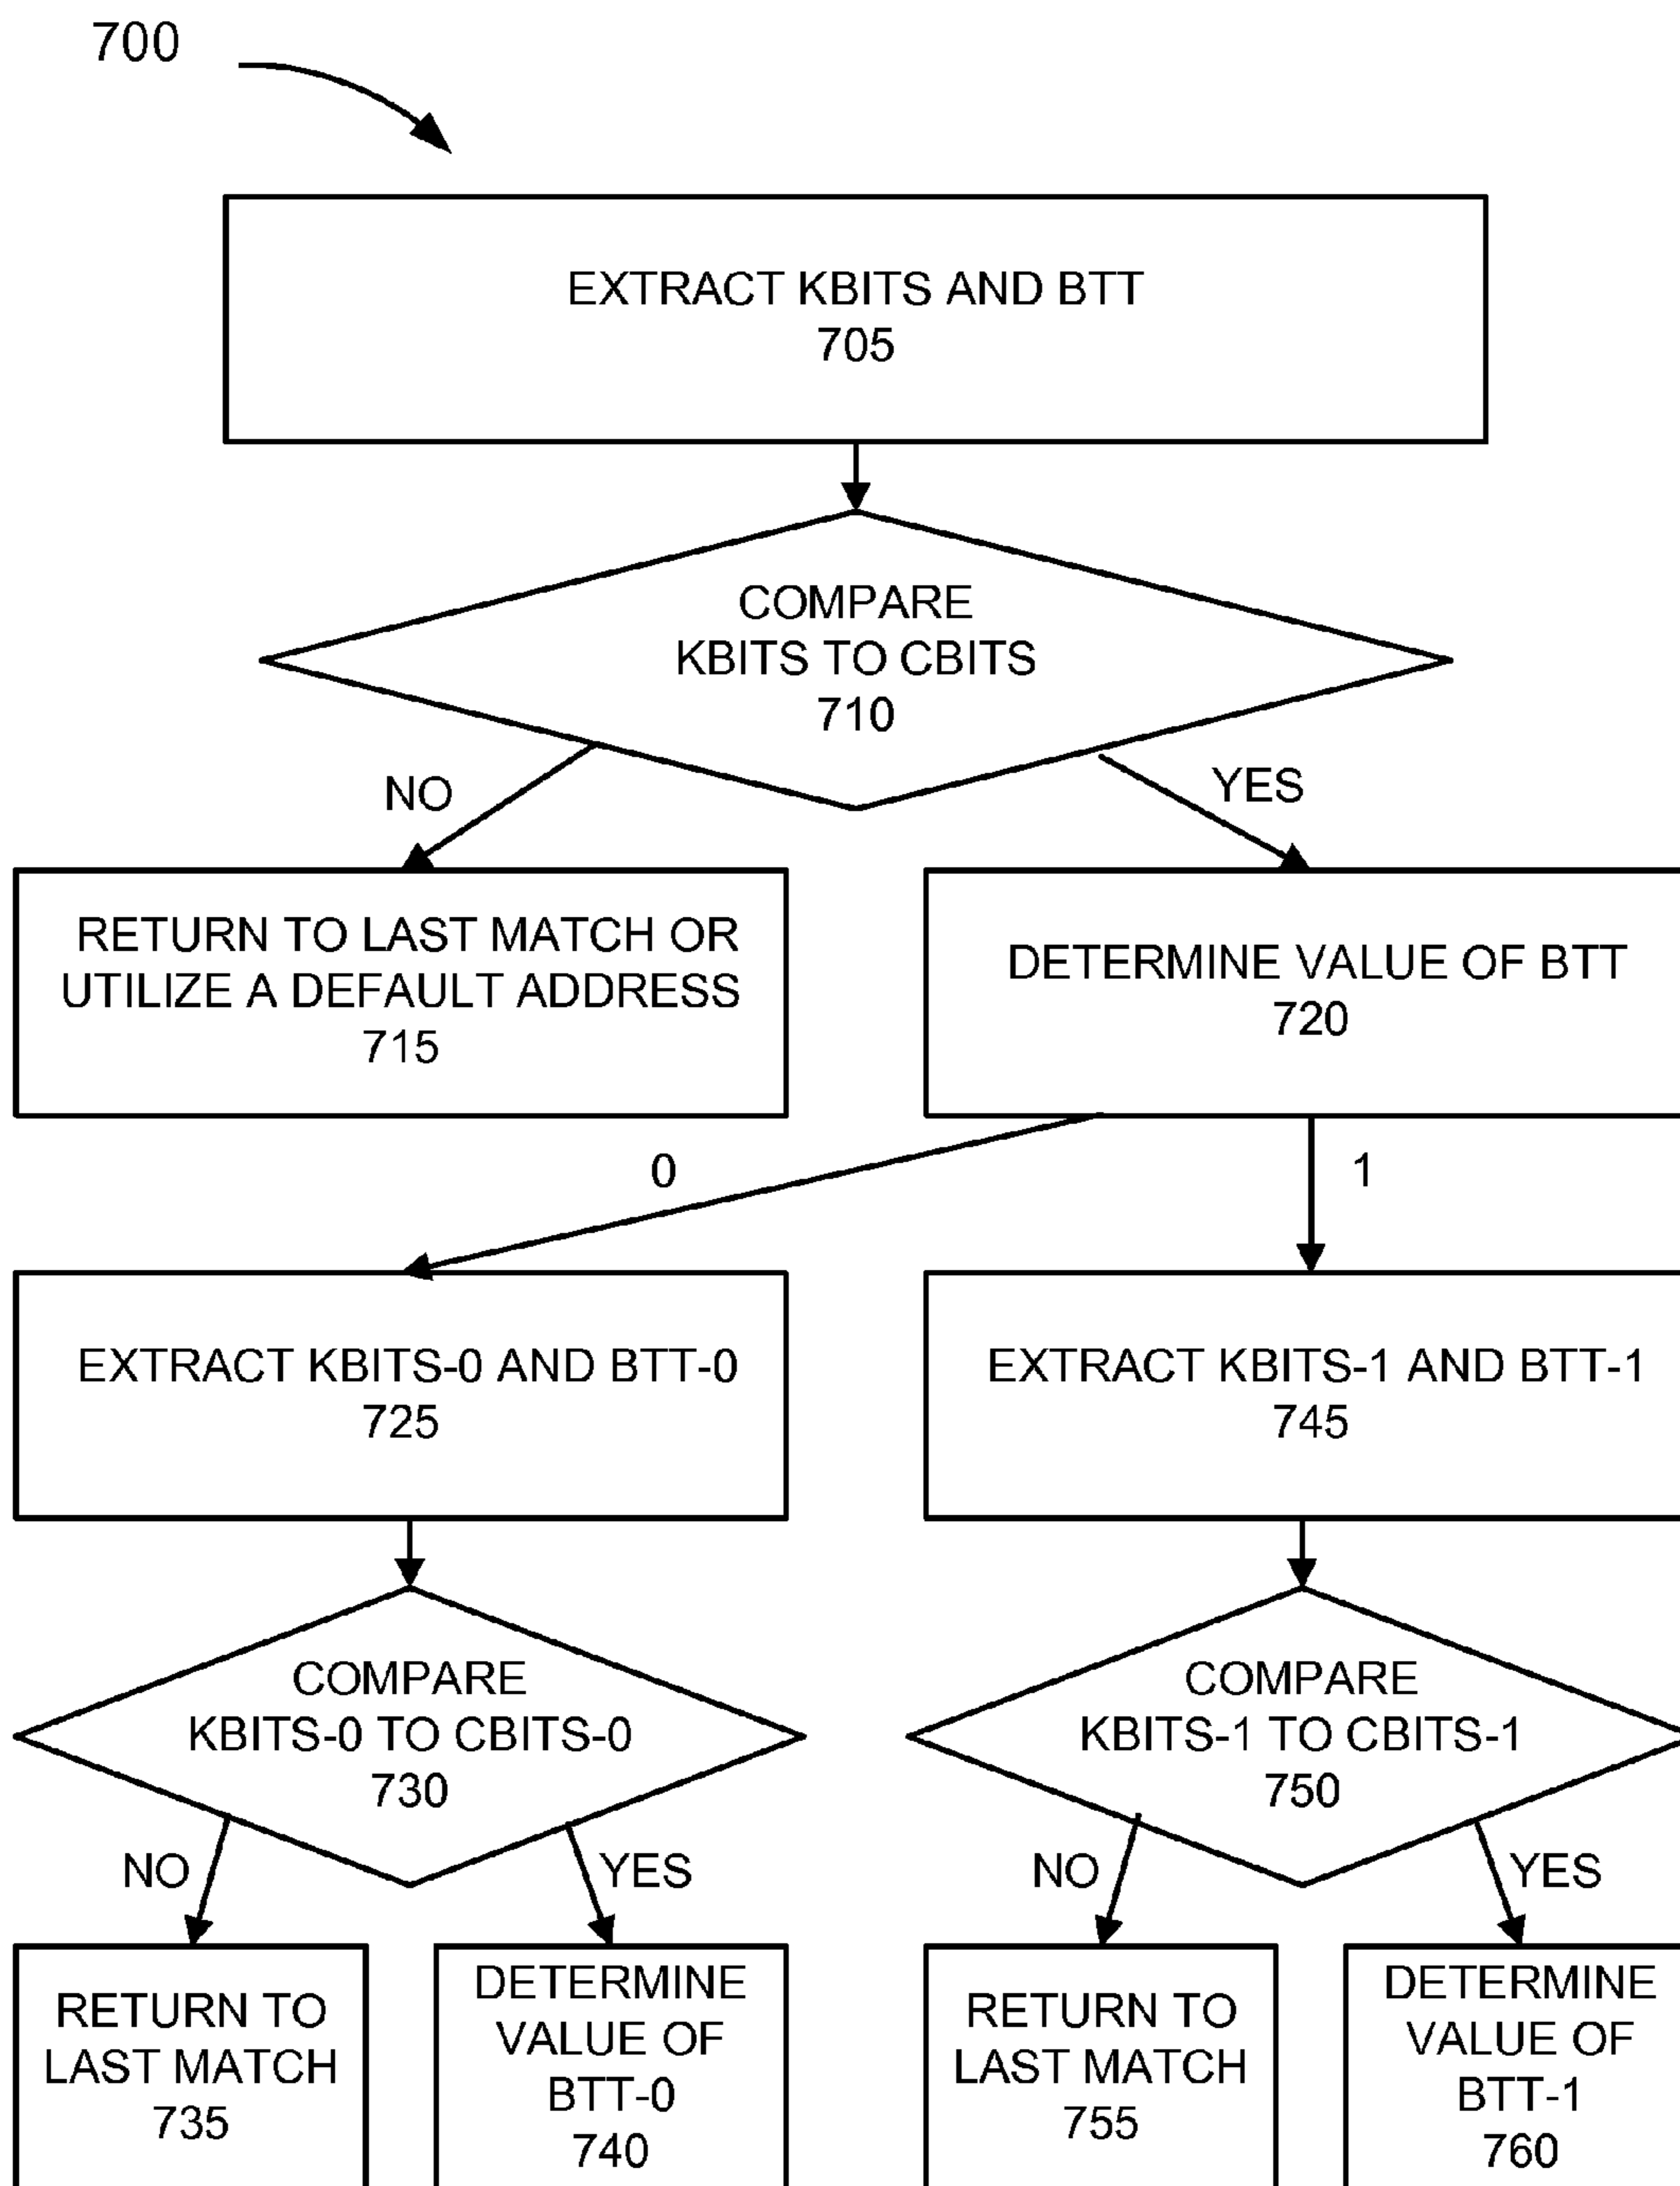 700
EXTRACT KBITS AND BTT
705
COMPARE
KBITS TO CBITS
710
NO
YES
RETURN TO LAST MATCH OR
UTILIZE A DEFAULT ADDRESS
715
DETERMINE VALUE OF BTT
720
0
1
EXTRACT KBITS-0 AND BTT-0
725
EXTRACT KBITS-1 AND BTT-1
745
COMPARE
KBITS-0 TO CBITS-0
730
COMPARE
KBITS-1 TO CBITS-1
750
NO
YES
NO
YES
RETURN TO
LAST MATCH
735
DETERMINE
VALUE OF
BTT-0
740
RETURN TO
LAST MATCH
755
DETERMINE
VALUE OF
BTT-1
760